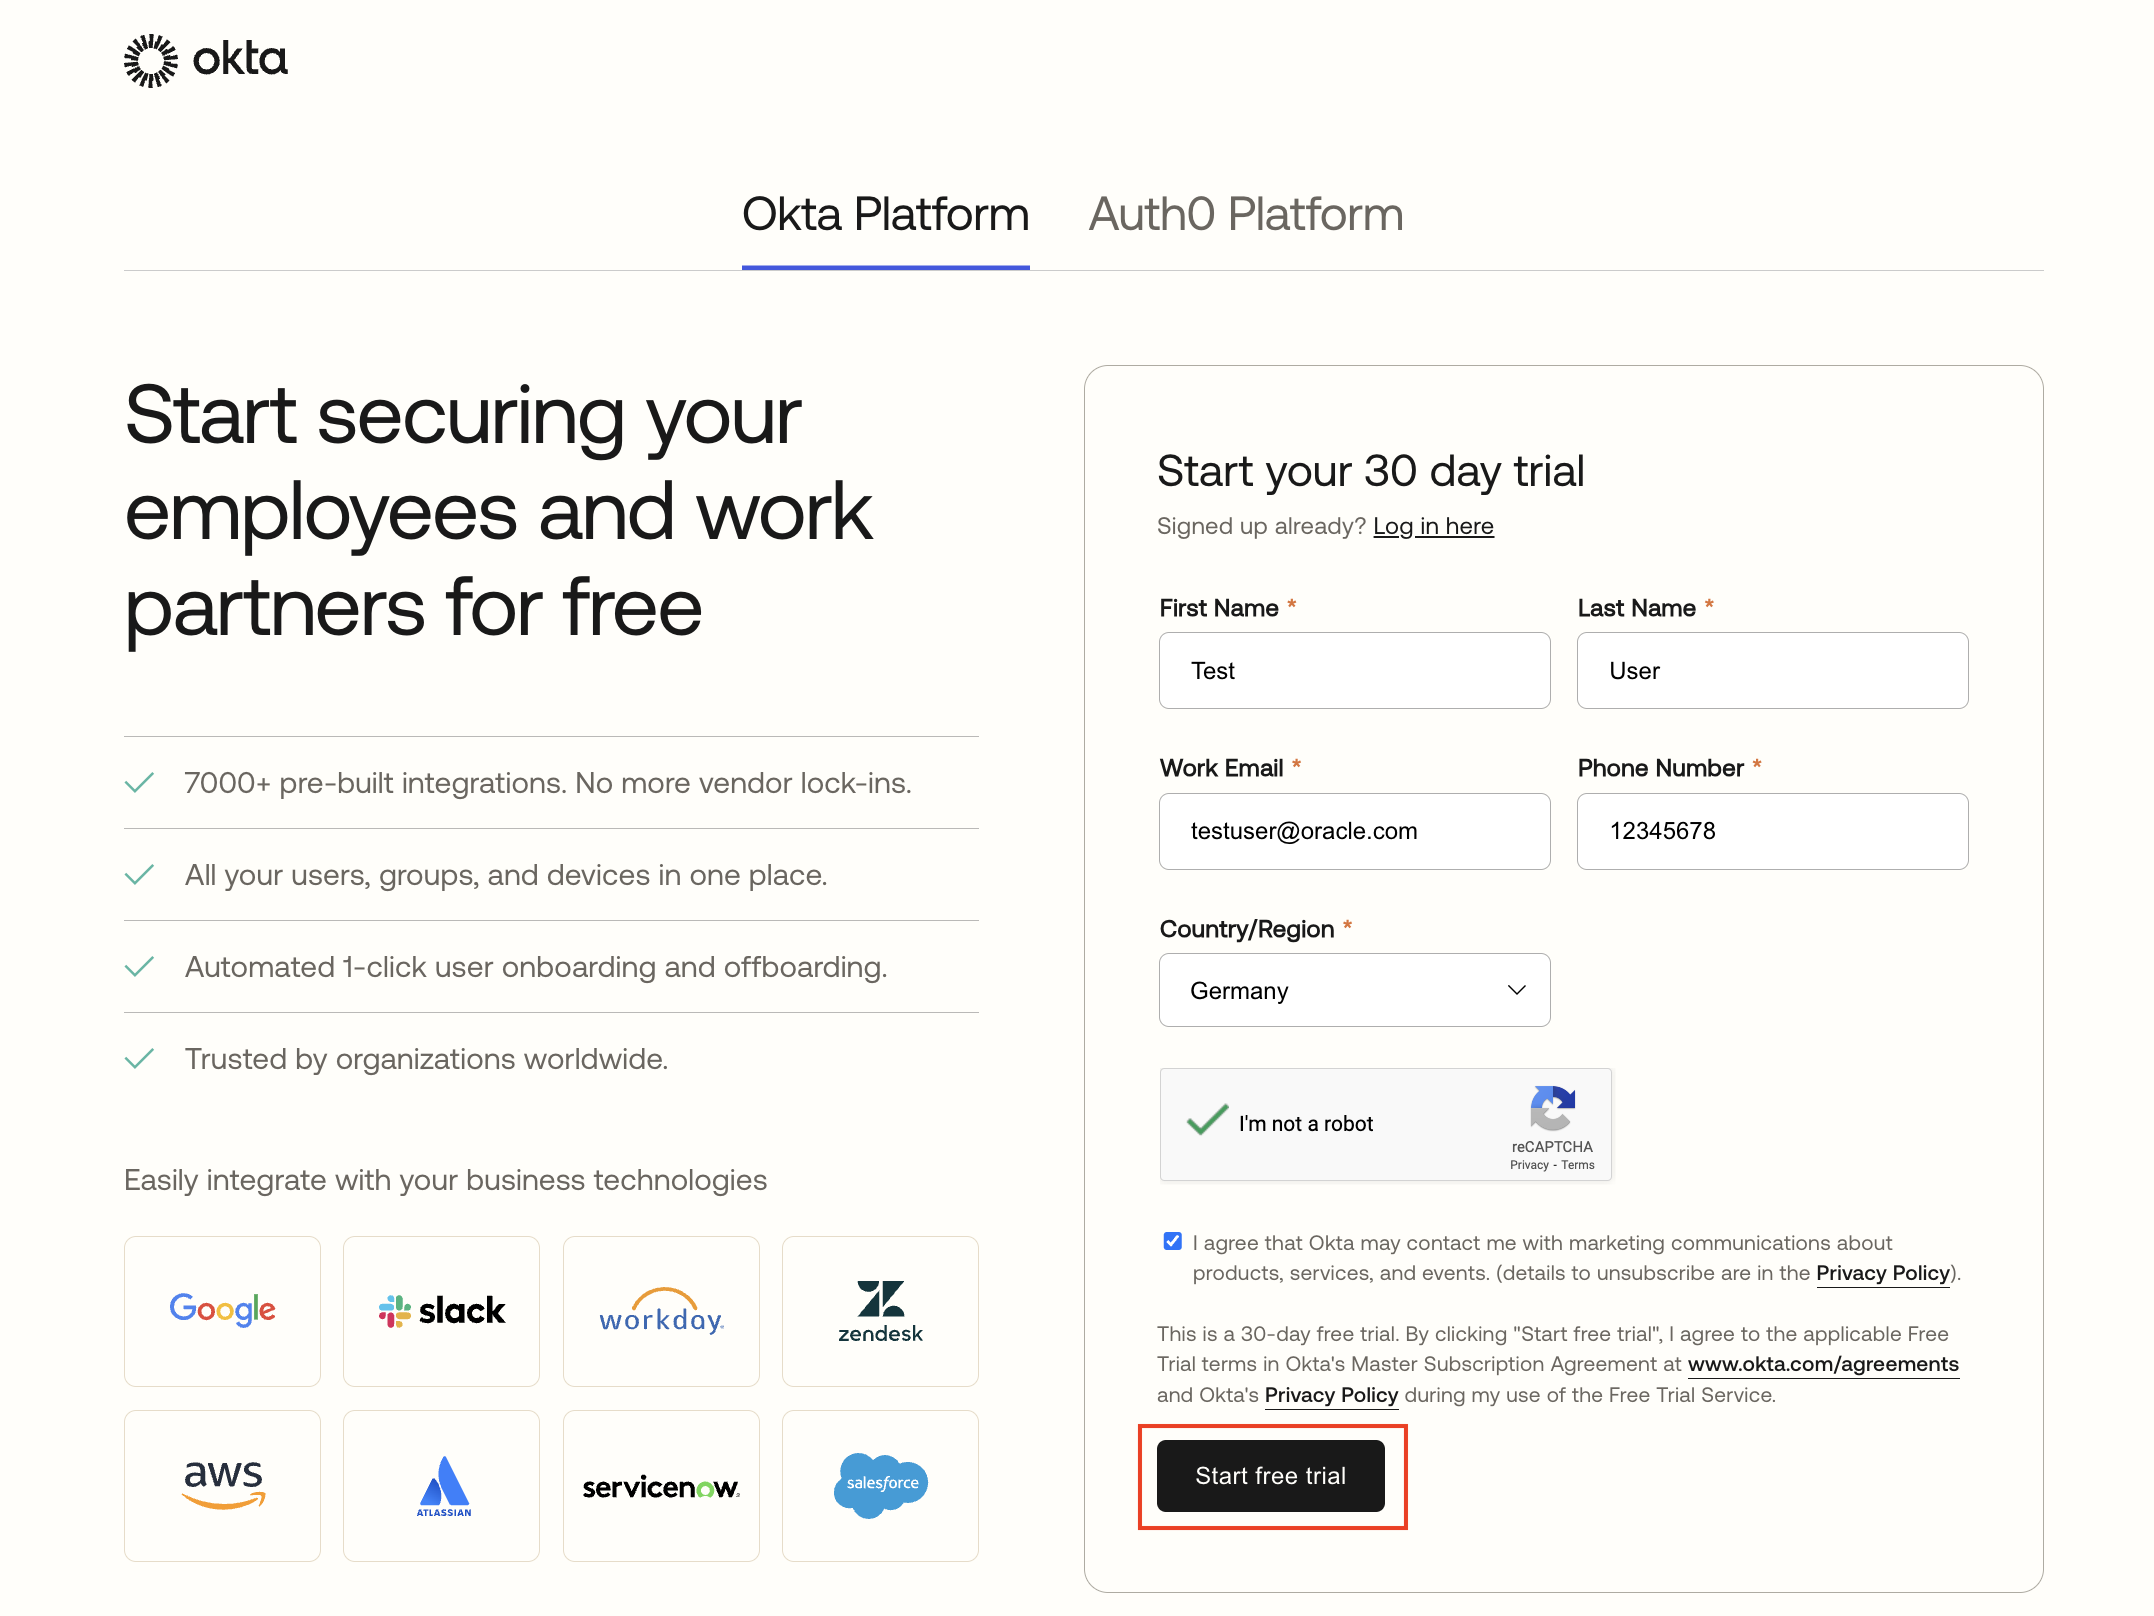 okta
Okta Platform
Auth0 Platform
Start securing your
employees and work
partners for free
7000+ pre-built integrations. No more vendor lock-ins.
All your users, groups, and devices in one place.
Automated 1-click user onboarding and offboarding.
Trusted by organizations worldwide.
Easily integrate with your business technologies
Google
slack
workday.
zendesk
aws
ATLASSIAN
servicenow.
salesforce
Start your 30 day trial
Signed up already? Log in here
First Name *
Last Name *
Test
User
Work Email *
Phone Number *
testuser@oracle.com
12345678
Country/Region *
Germany
I'm not a robot
reCAPTCHA
Privacy - Terms
I agree that Okta may contact me with marketing communications about
products, services, and events. (details to unsubscribe are in the Privacy Policy).
This is a 30-day free trial. By clicking "Start free trial", I agree to the applicable Free
Trial terms in Okta's Master Subscription Agreement at www.okta.com/agreements
and Okta's Privacy Policy during my use of the Free Trial Service.
Start free trial